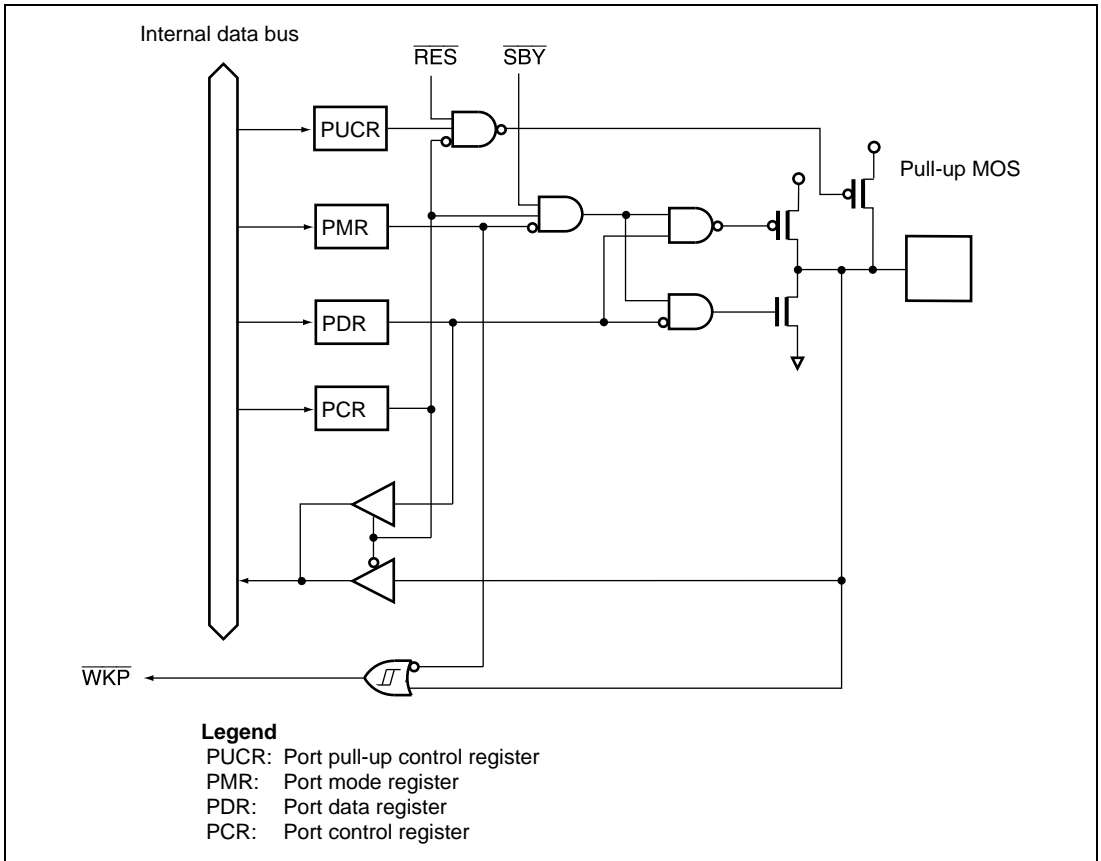 Internal data bus
RES
SBY
PUCR
Pull-up MOS
PMR
PDR
PCR
WKP
Legend
PUCR: Port pull-up control register
PMR: Port mode register
PDR: Port data register
PCR: Port control register